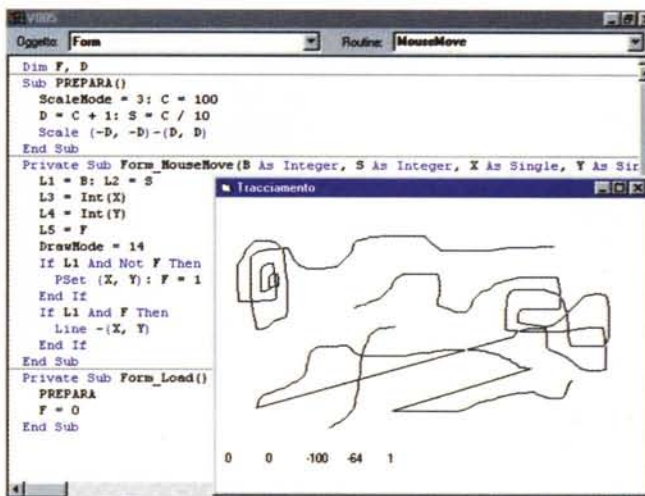 V005
Oggetto: Form Routine: MouseMove
Dim F, D
Sub PREPARA()
ScaleMode = 3: C = 100
D = C + 1: S = C / 10
Scale (-D, -D)-(D, D)
End Sub
Private Sub Form_MouseMove(B As Integer, S As Integer, X As Single, Y As Sin
L1 = B: L2 = S
L3 = Int(X)
L4 = Int(Y)
L5 = F
DrawMode = 14
If L1 And Not F Then
PSet (X, Y): F = 1
End If
If L1 And F Then
Line -(X, Y)
End If
End Sub
Private Sub Form_Load()
PREPARA
F = 0
End Sub
Tracciamento
0 0 -100 -64 1